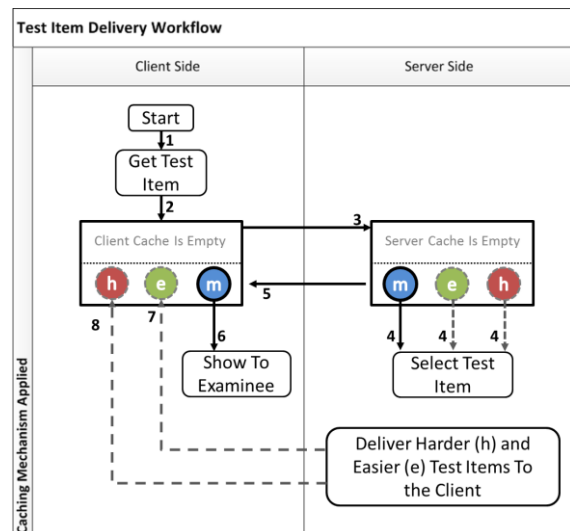 Test Item Delivery Workflow
Client Side
Server Side
Start
1
Get Test
Item
2
3
Client Cache Is Empty
Server Cache Is Empty
h
e
m
m
e
h
5
8
7
6
4
4
4
Show To
Examinee
Select Test
Item
Deliver Harder (h) and
Easier (e) Test Items To
the Client
Caching Mechanism Applied